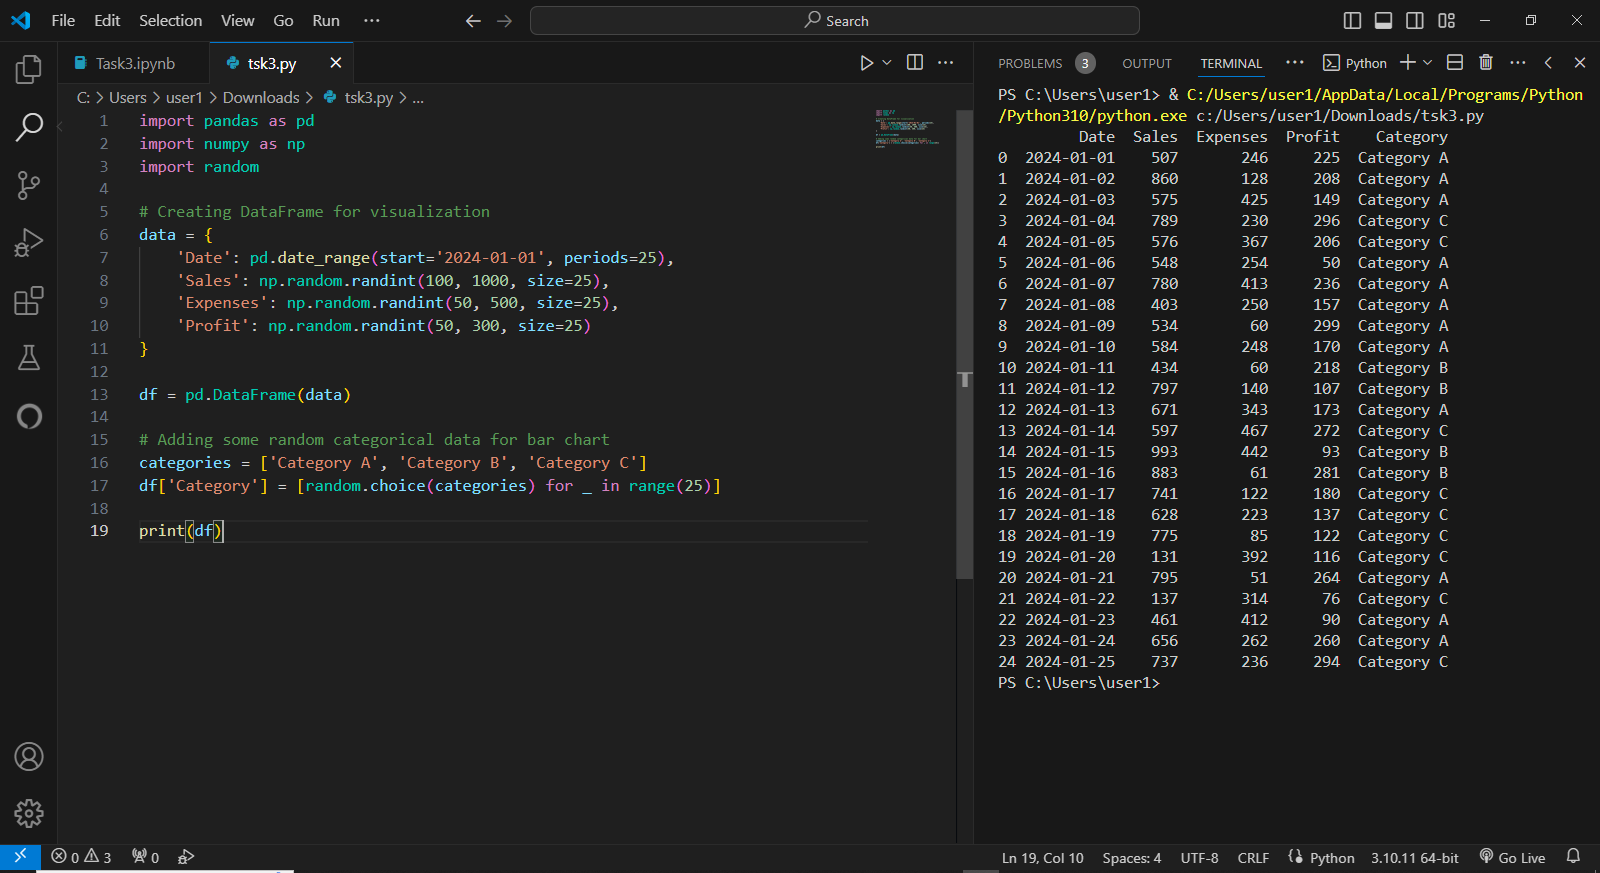 File Edit Selection View Go Run ··· Search
Task3.ipynb tsk3.py
C: > Users > user1 > Downloads > tsk3.py > ...
1 import pandas as pd
2 import numpy as np
3 import random
4
5 # Creating DataFrame for visualization
6 data = {
7 'Date': pd.date_range(start='2024-01-01', periods=25),
8 'Sales': np.random.randint(100, 1000, size=25),
9 'Expenses': np.random.randint(50, 500, size=25),
10 'Profit': np.random.randint(50, 300, size=25)
11 }
12
13 df = pd.DataFrame(data)
14
15 # Adding some random categorical data for bar chart
16 categories = ['Category A', 'Category B', 'Category C']
17 df['Category'] = [random.choice(categories) for _ in range(25)]
18
19 print(df)
PROBLEMS 3 OUTPUT TERMINAL ··· Python
PS C:\Users\user1> & C:/Users/user1/AppData/Local/Programs/Python
/Python310/python.exe c:/Users/user1/Downloads/tsk3.py
Date Sales Expenses Profit Category
0 2024-01-01 507 246 225 Category A
1 2024-01-02 860 128 208 Category A
2 2024-01-03 575 425 149 Category A
3 2024-01-04 789 230 296 Category C
4 2024-01-05 576 367 206 Category C
5 2024-01-06 548 254 50 Category A
6 2024-01-07 780 413 236 Category A
7 2024-01-08 403 250 157 Category A
8 2024-01-09 534 60 299 Category A
9 2024-01-10 584 248 170 Category A
10 2024-01-11 434 60 218 Category B
11 2024-01-12 797 140 107 Category B
12 2024-01-13 671 343 173 Category A
13 2024-01-14 597 467 272 Category C
14 2024-01-15 993 442 93 Category B
15 2024-01-16 883 61 281 Category B
16 2024-01-17 741 122 180 Category C
17 2024-01-18 628 223 137 Category C
18 2024-01-19 775 85 122 Category C
19 2024-01-20 131 392 116 Category C
20 2024-01-21 795 51 264 Category A
21 2024-01-22 137 314 76 Category C
22 2024-01-23 461 412 90 Category A
23 2024-01-24 656 262 260 Category A
24 2024-01-25 737 236 294 Category C
PS C:\Users\user1>
0 3 0 Ln 19, Col 10 Spaces: 4 UTF-8 CRLF Python 3.10.11 64-bit Go Live